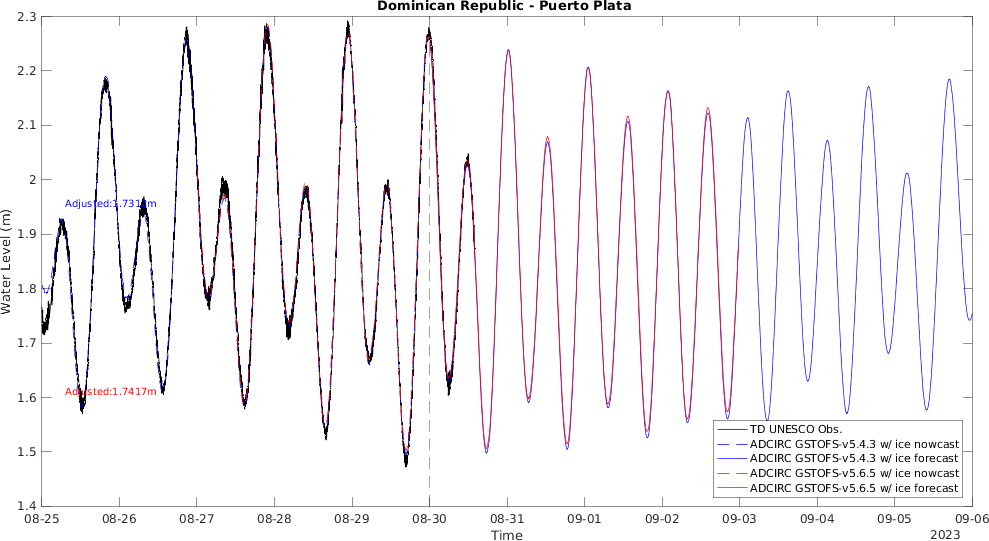 Dominican Republic - Puerto Plata
2.3
2.2
2.1
2
1.9
1.8
1.7
1.6
1.5
1.4
Water Level (m)
Adjusted:1.7317m
Adjusted:1.7417m
TD UNESCO Obs.
ADCIRC GSTOFS-v5.4.3 w/ ice nowcast
ADCIRC GSTOFS-v5.4.3 w/ ice forecast
ADCIRC GSTOFS-v5.6.5 w/ ice nowcast
ADCIRC GSTOFS-v5.6.5 w/ ice forecast
08-25 08-26 08-27 08-28 08-29 08-30 08-31 09-01 09-02 09-03 09-04 09-05 09-06
Time
2023